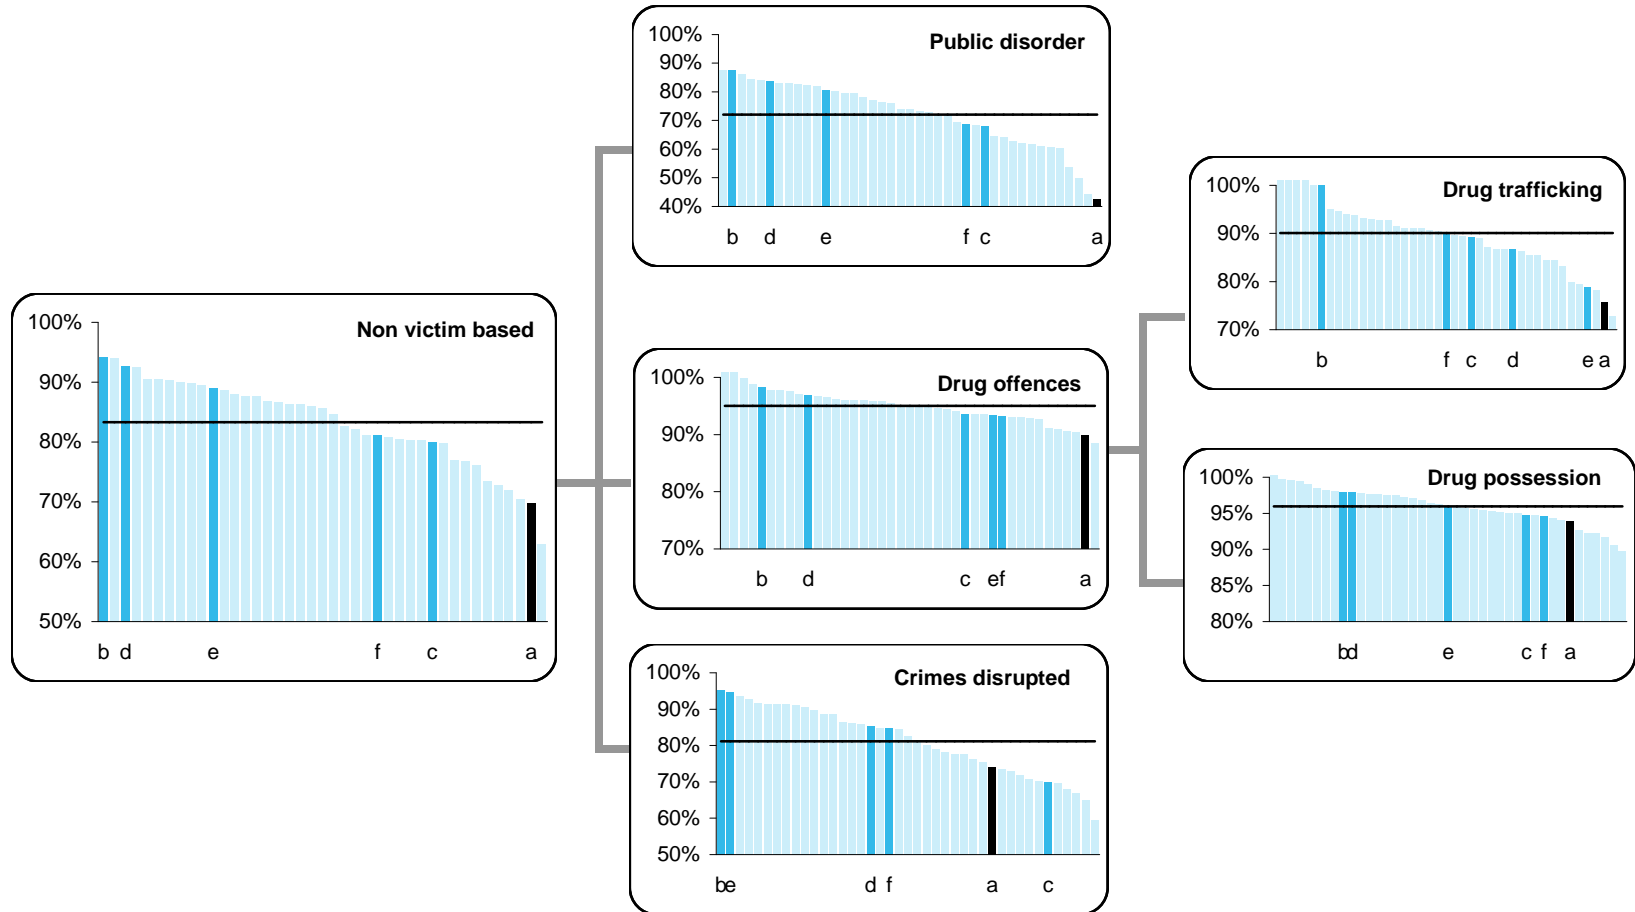 Public disorder
100%
90%
80%
70%
60%
50%
40%
b d e f c a
Non victim based
100%
90%
80%
70%
60%
50%
b d e f c a
Drug offences
100%
90%
80%
70%
b d c ef a
Crimes disrupted
100%
90%
80%
70%
60%
50%
be d f a c
Drug trafficking
100%
90%
80%
70%
b f c d e a
Drug possession
100%
95%
90%
85%
80%
bd e c f a